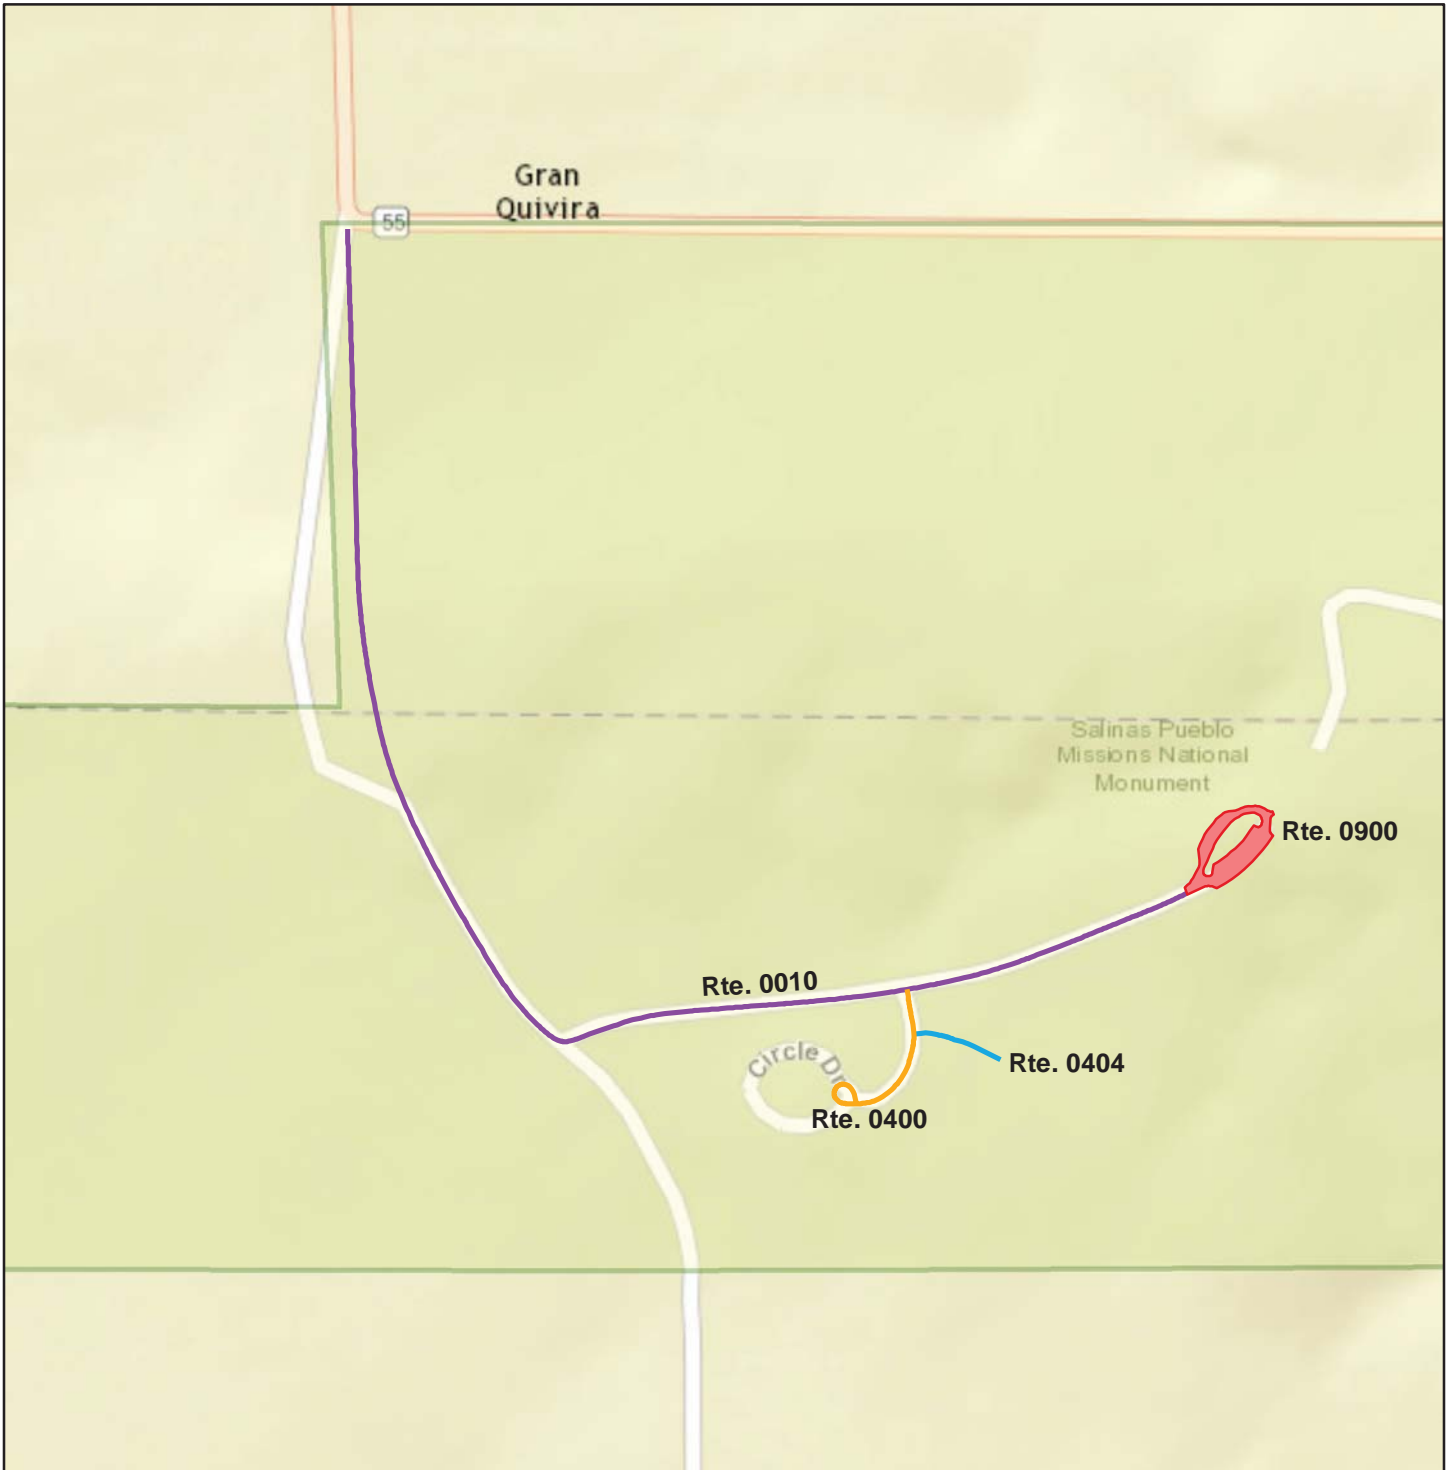 Gran
Quivira
55
Salinas Pueblo
Missions National
Monument
Rte. 0900
Rte. 0010
Circle Dr
Rte. 0404
Rte. 0400